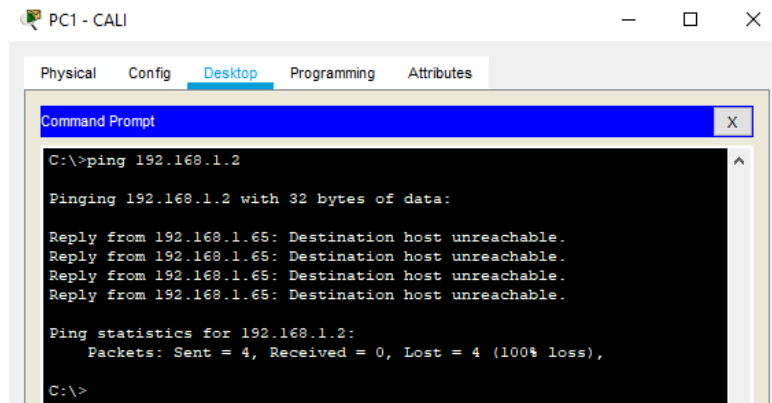 PC1 - CALI
Physical Config Desktop Programming Attributes
Command Prompt
X
C:\>ping 192.168.1.2
Pinging 192.168.1.2 with 32 bytes of data:
Reply from 192.168.1.65: Destination host unreachable.
Reply from 192.168.1.65: Destination host unreachable.
Reply from 192.168.1.65: Destination host unreachable.
Reply from 192.168.1.65: Destination host unreachable.
Ping statistics for 192.168.1.2:
Packets: Sent = 4, Received = 0, Lost = 4 (100% loss),
C:\>